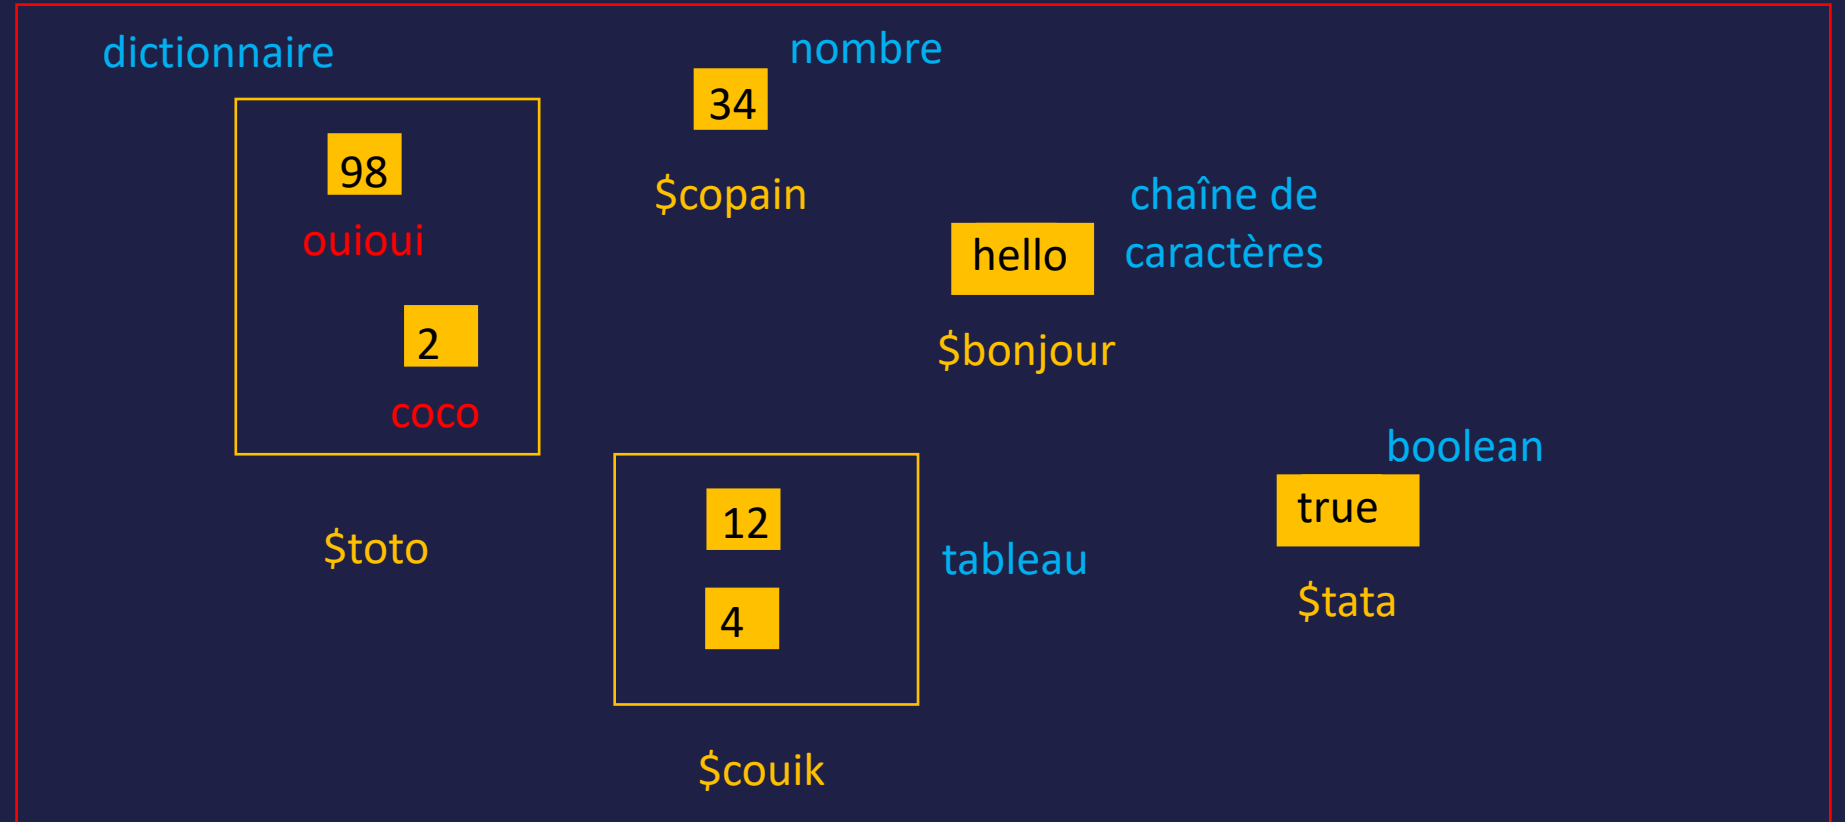 dictionnaire
nombre
34
98
$copain
chaîne de
caractères
ouioui
hello
2
$bonjour
coco
boolean
true
12
$toto
tableau
4
$tata
$couik